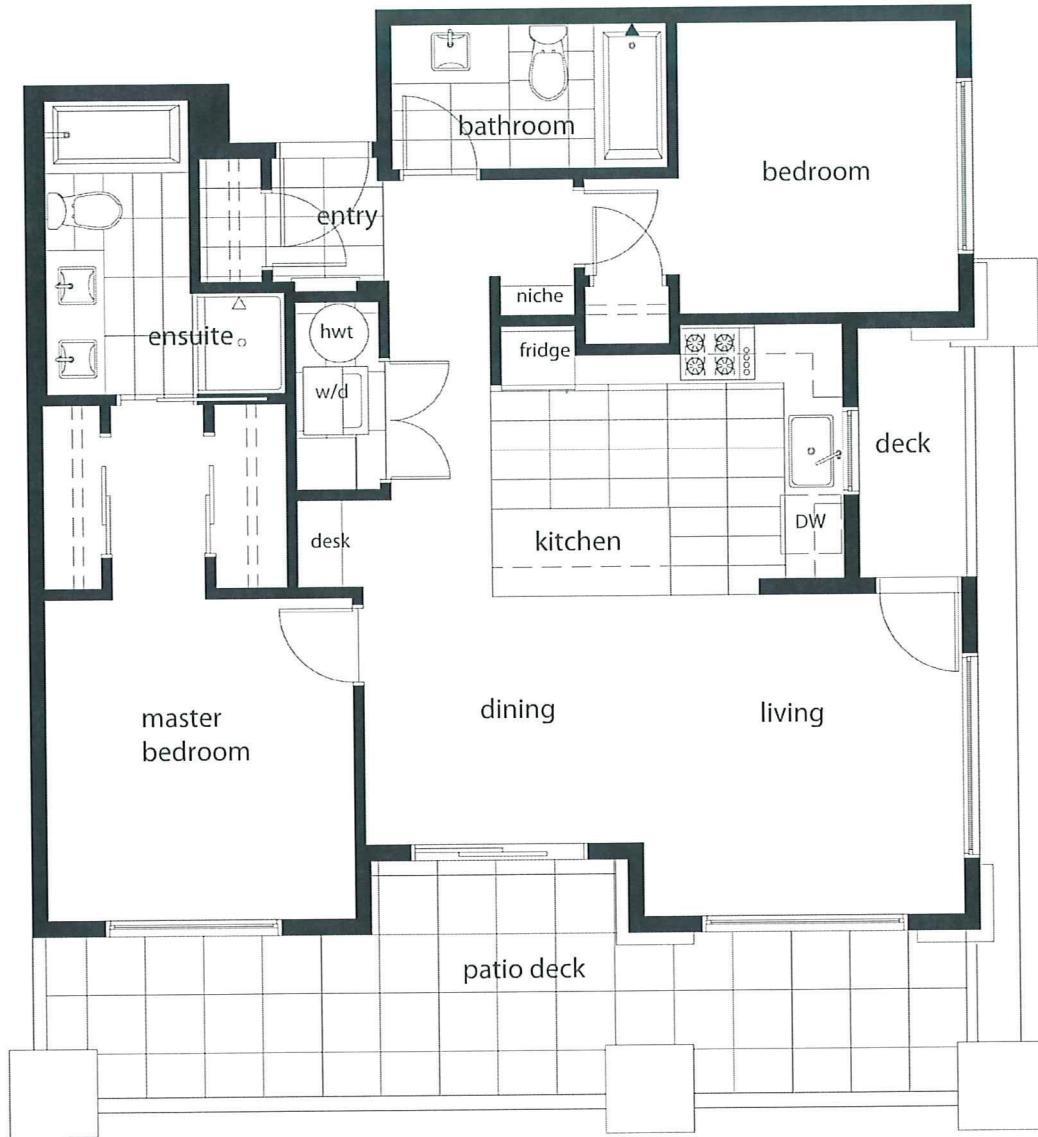 bathroom
bedroom
entry
niche
ensuite
hwt
fridge
w/d
deck
DW
desk
kitchen
master
bedroom
dining
living
patio deck